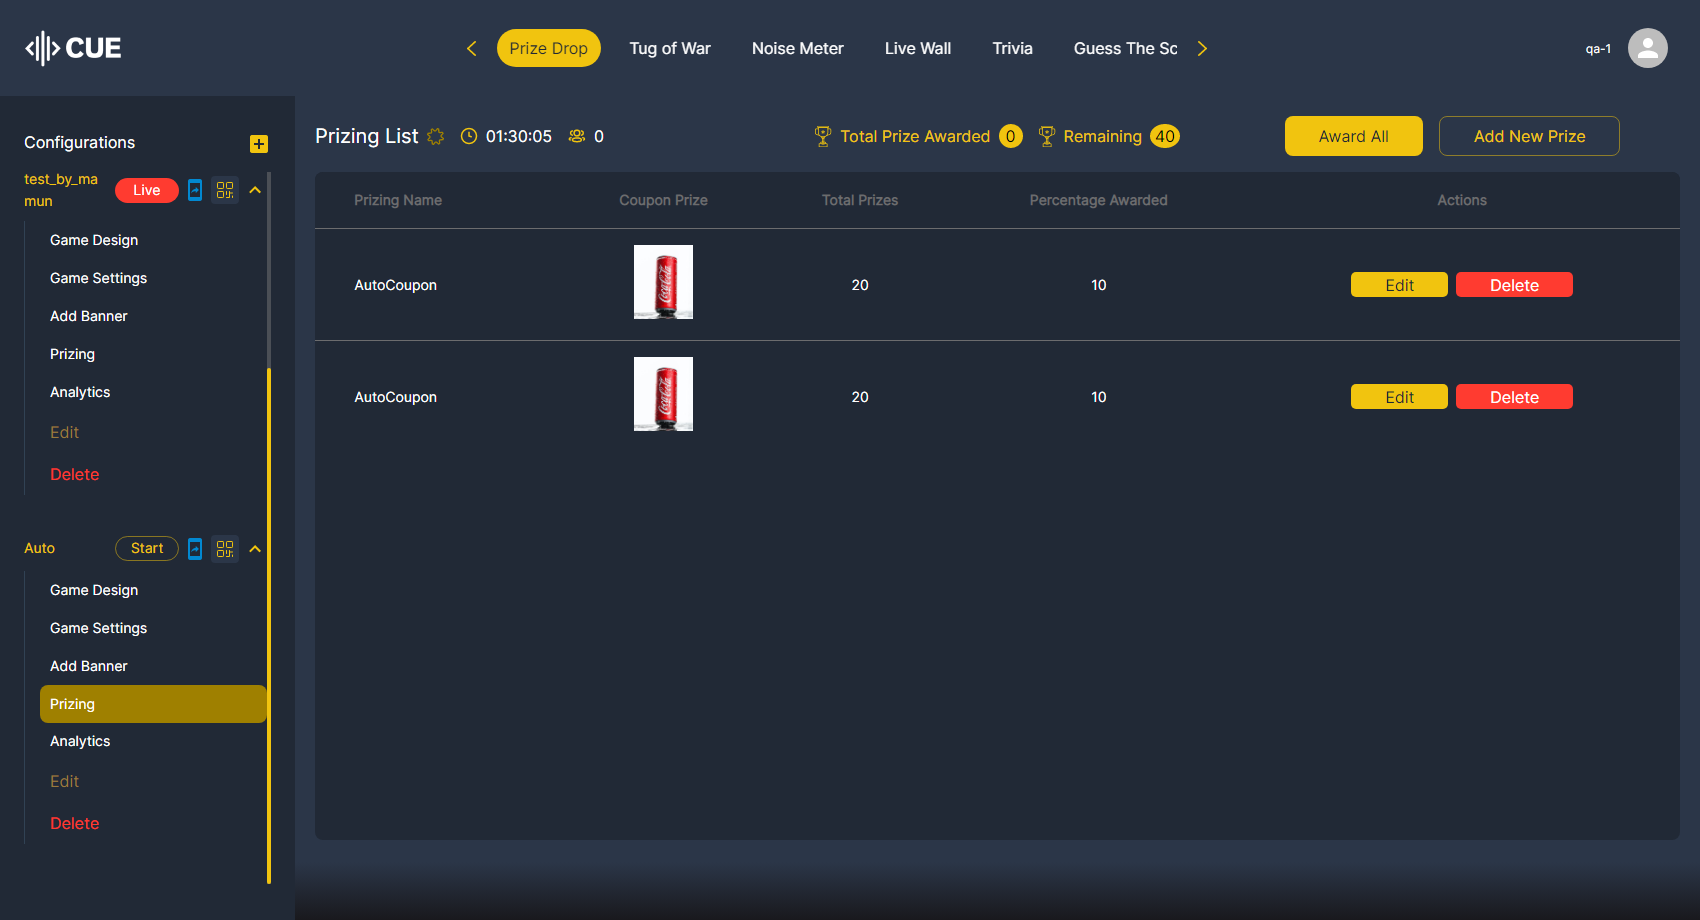 CUE
Prize Drop
Tug of War
Noise Meter
Live Wall
Trivia
Guess The Sc
qa-1
Configurations
test_by_ma
mun
Live
Game Design
Game Settings
Add Banner
Prizing
Analytics
Edit
Delete
Auto
Start
Game Design
Game Settings
Add Banner
Prizing
Analytics
Edit
Delete
Prizing List
01:30:05
0
Total Prize Awarded 0
Remaining 40
Award All
Add New Prize
Prizing Name
Coupon Prize
Total Prizes
Percentage Awarded
Actions
AutoCoupon
Coca-Cola
20
10
Edit
Delete
AutoCoupon
Coca-Cola
20
10
Edit
Delete